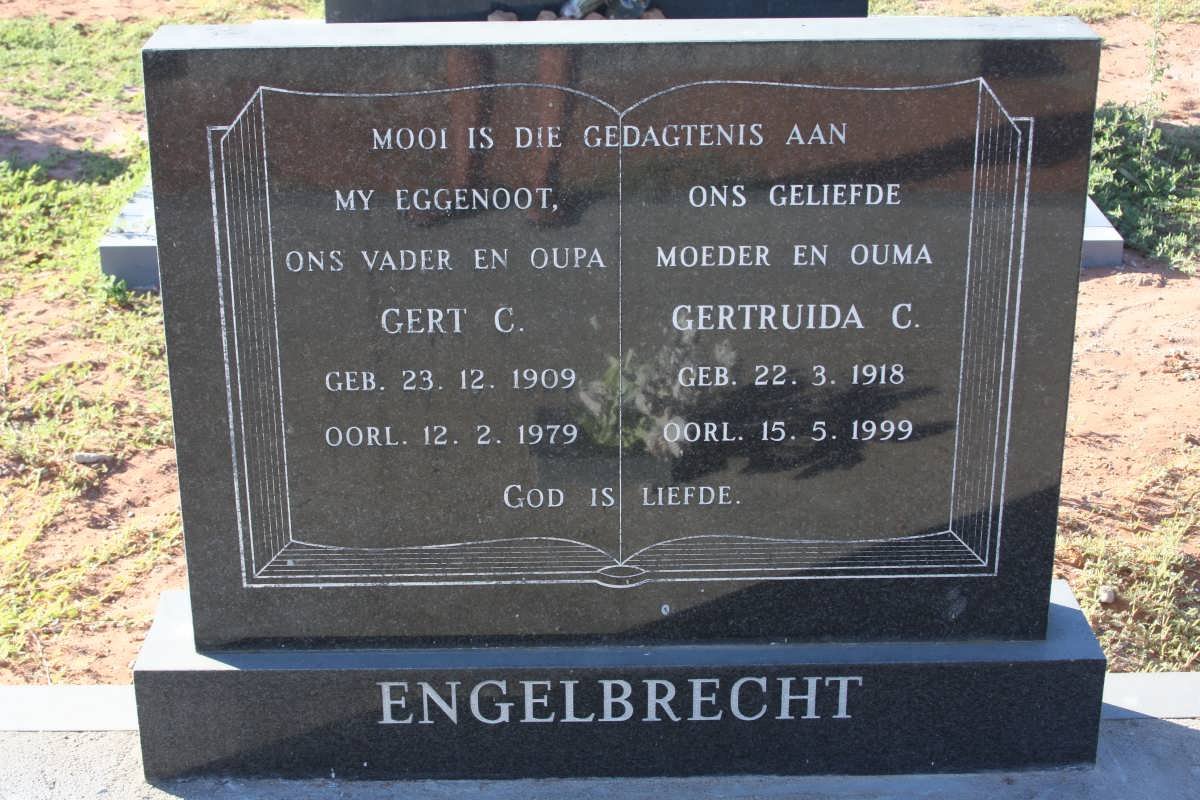 MOOI IS DIE GEDAGTENIS AAN
MY EGGENOOT,
ONS VADER EN OUPA
GERT C.
GEB. 23. 12. 1909
OORL. 12. 2. 1979
ONS GELIEFDE
MOEDER EN OUMA
GERTRUIDA C.
GEB. 22. 3. 1918
OORL. 15. 5. 1999
GOD IS LIEFDE.
ENGELBRECHT